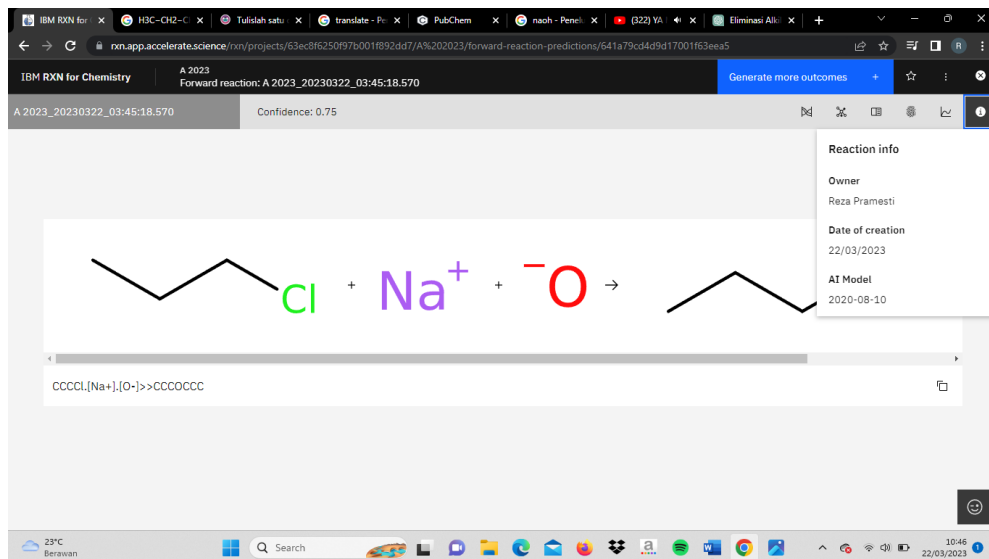 IBM RXN for
H3C-CH2-C
Tulislah satu
translate - Pe
PubChem
naoh - Penel
(322) YA
Eliminasi Alk
rxn.app.accelerate.science/rxn/projects/63ec8f6250f97b001f892dd7/A%202023/forward-reaction-predictions/641a79cd4d9d17001f63eea5
R
IBM RXN for Chemistry
A 2023
Forward reaction: A 2023_20230322_03:45:18.570
Generate more outcomes +
A 2023_20230322_03:45:18.570
Confidence: 0.75
Reaction info
Owner
Reza Pramesti
Date of creation
22/03/2023
AI Model
2020-08-10
Cl + Na+ + −O →
CCCCl.[Na+].[O-]>>CCCOCCC
23°C
Berawan
Search
10:46
22/03/2023
1